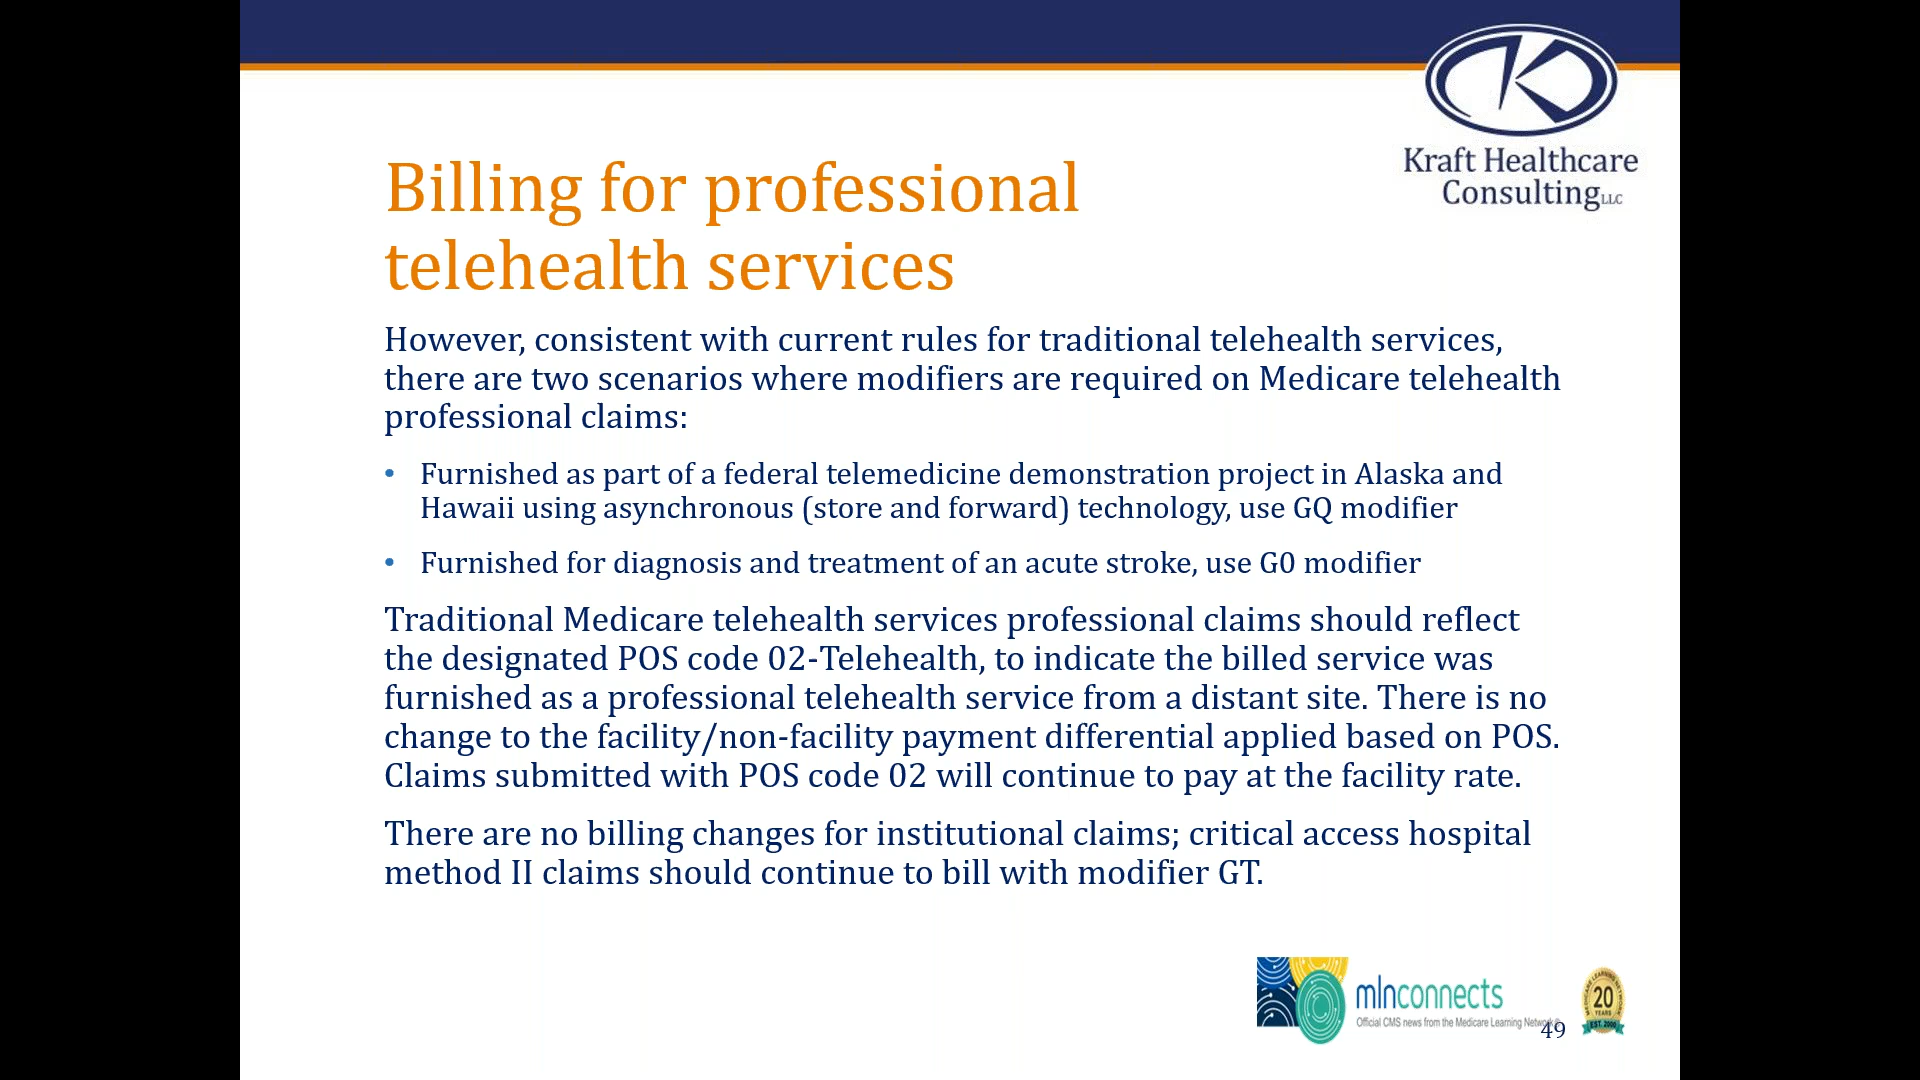 Kraft Healthcare
Consulting LLC
Billing for professional
telehealth services
However, consistent with current rules for traditional telehealth services,
there are two scenarios where modifiers are required on Medicare telehealth
professional claims:
• Furnished as part of a federal telemedicine demonstration project in Alaska and
Hawaii using asynchronous (store and forward) technology, use GQ modifier
• Furnished for diagnosis and treatment of an acute stroke, use G0 modifier
Traditional Medicare telehealth services professional claims should reflect
the designated POS code 02-Telehealth, to indicate the billed service was
furnished as a professional telehealth service from a distant site. There is no
change to the facility/non-facility payment differential applied based on POS.
Claims submitted with POS code 02 will continue to pay at the facility rate.
There are no billing changes for institutional claims; critical access hospital
method II claims should continue to bill with modifier GT.
mlnconnects
Official CMS news from the Medicare Learning Network®
MEDICARE LEARNING NETWORK
20
YEARS
EST. 2000
49